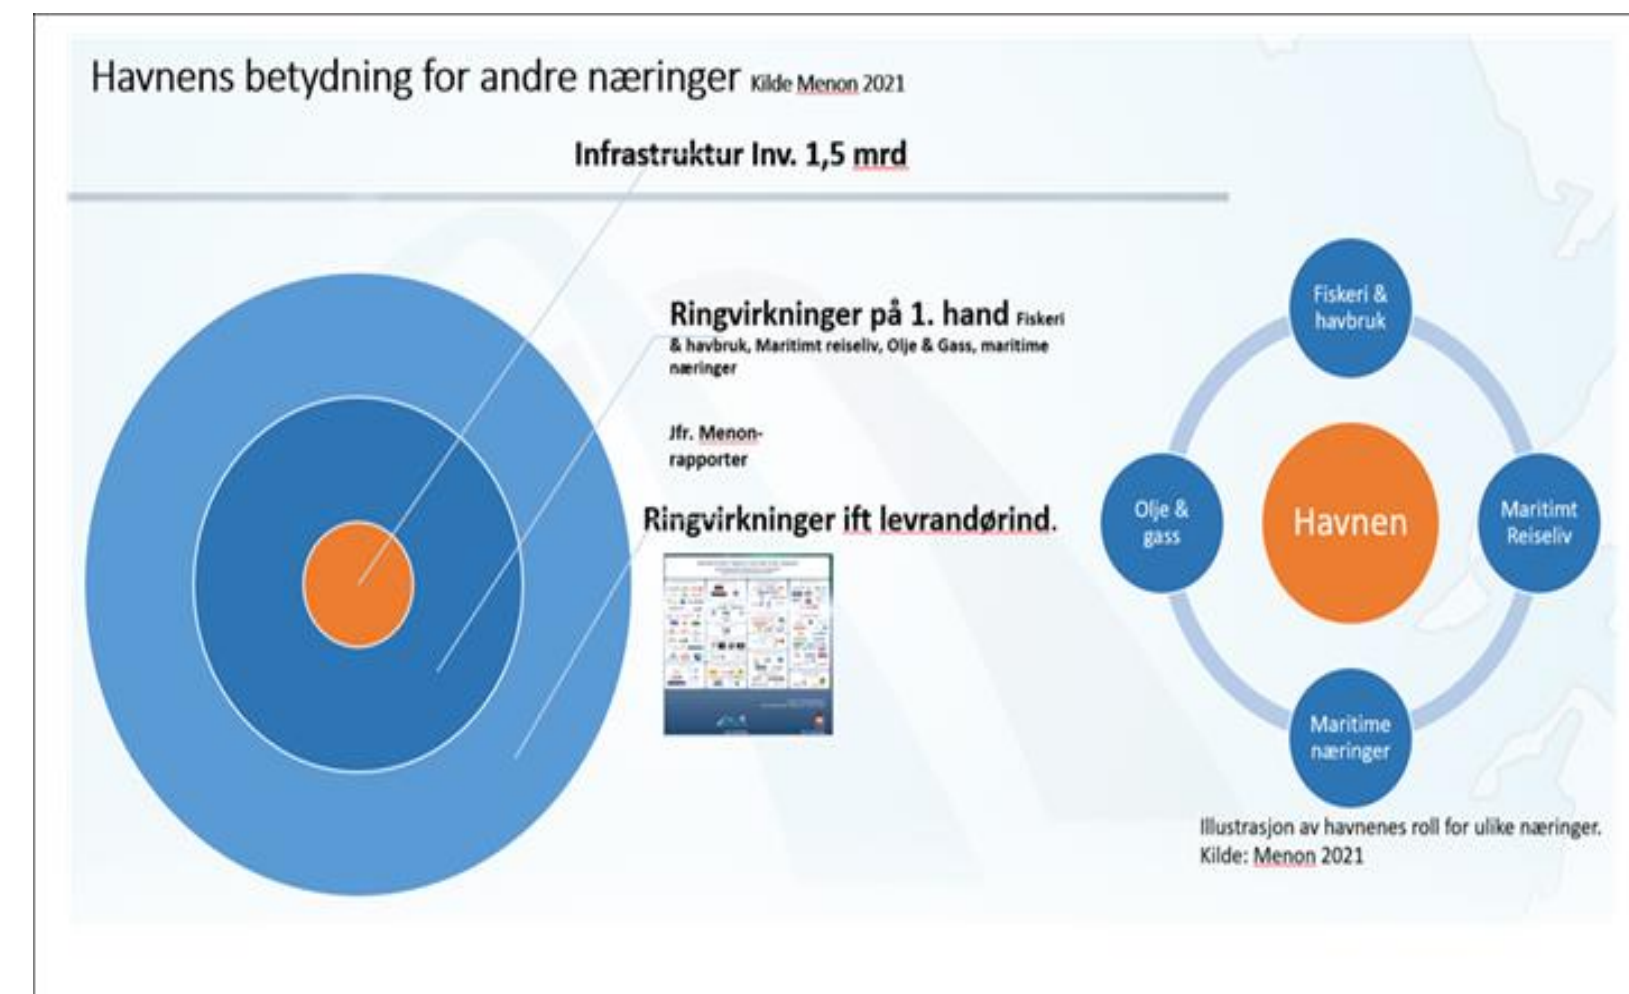 Havnens betydning for andre næringer Kilde Menon 2021
Infrastruktur Inv. 1,5 mrd
Ringvirkninger på 1. hand Fiskeri
& havbruk, Maritimt reiseliv, Olje & Gass, maritime
næringer
Jfr. Menon-
rapporter
Ringvirkninger ift levrandørind.
Fiskeri &
havbruk
Olje &
gass
Havnen
Maritimt
Reiseliv
Maritime
næringer
Illustrasjon av havnenes roll for ulike næringer.
Kilde: Menon 2021